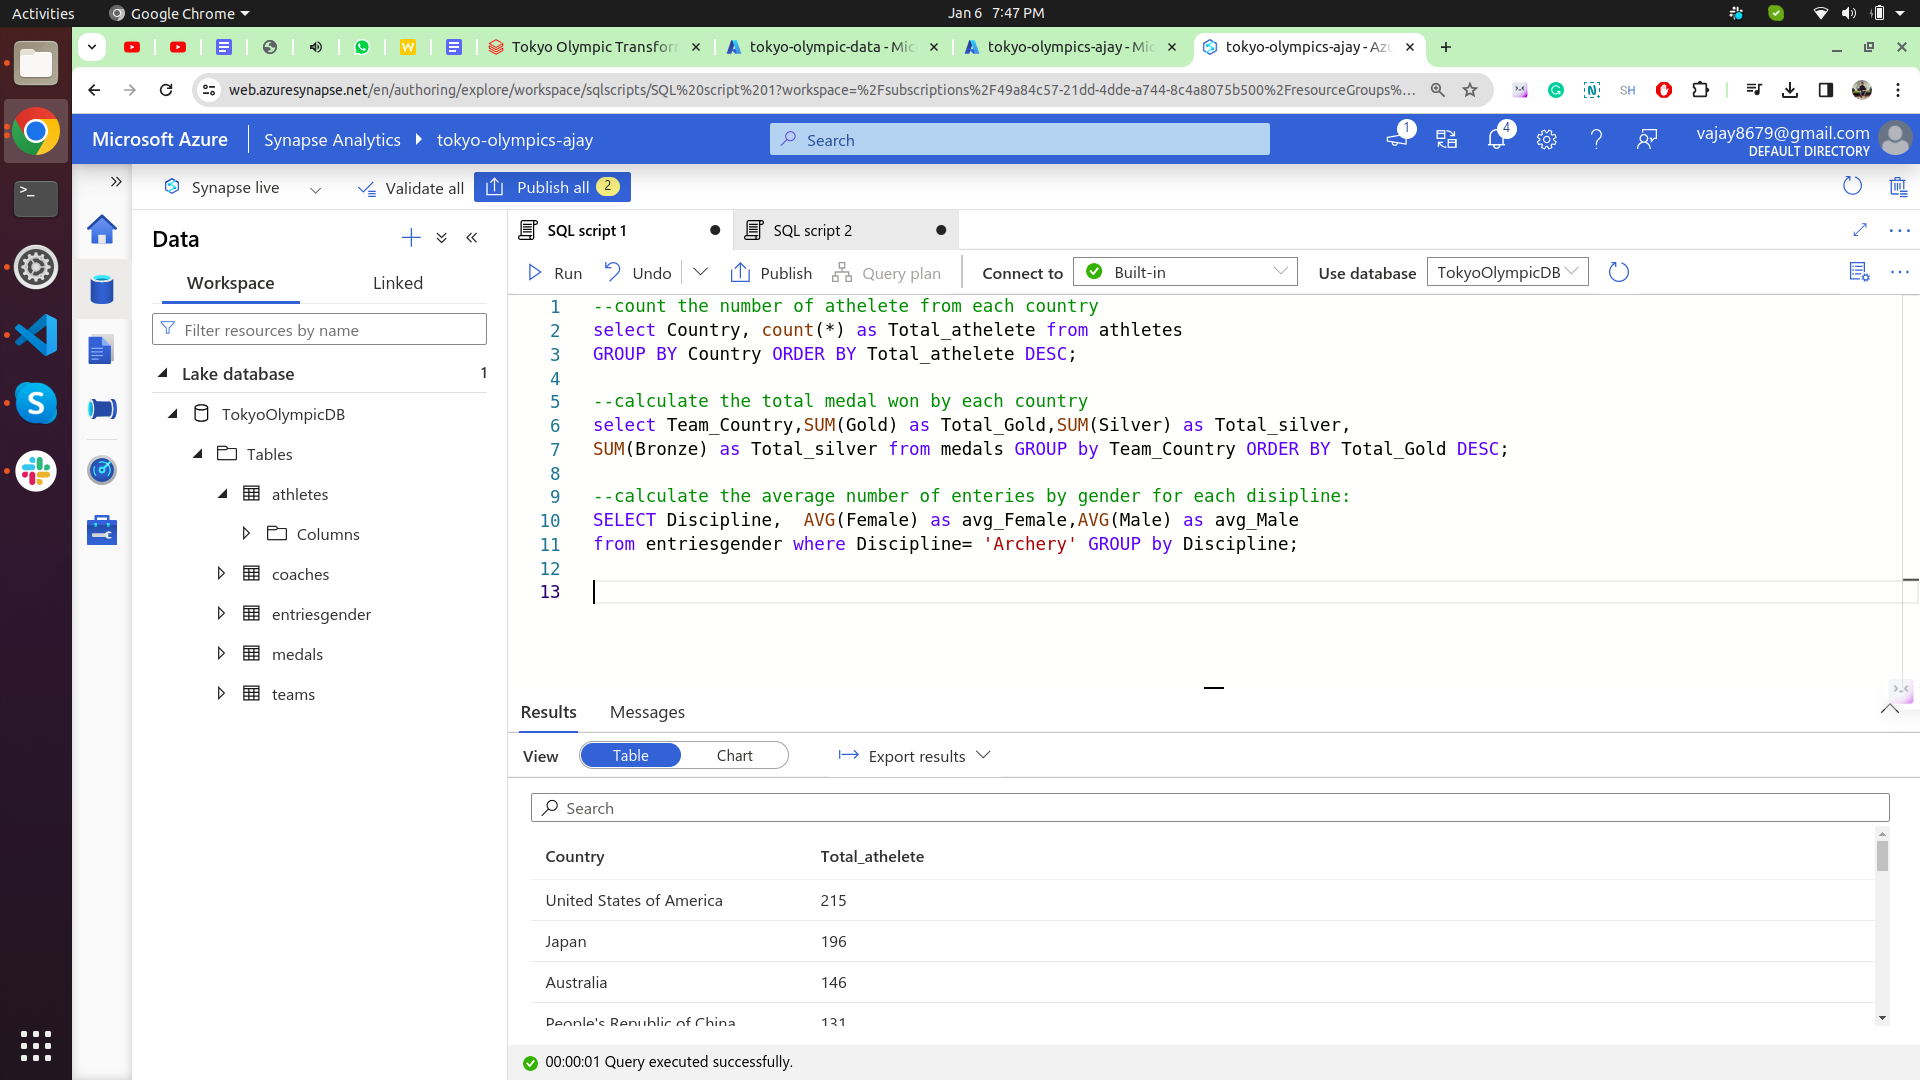 Activities
Google Chrome
Jan 6 7:47 PM
W
Tokyo Olympic Transforr
tokyo-olympic-data - Mic
tokyo-olympics-ajay - Mic
tokyo-olympics-ajay - Azu
web.azuresynapse.net/en/authoring/explore/workspace/sqlscripts/SQL%20script%201?workspace=%2Fsubscriptions%2F49a84c57-21dd-4dde-a744-8c4a8075b500%2FresourceGroups%...
SH
Microsoft Azure
Synapse Analytics
tokyo-olympics-ajay
Search
1
4
vajay8679@gmail.com
DEFAULT DIRECTORY
Synapse live
Validate all
Publish all 2
Data
Workspace
Linked
Filter resources by name
Lake database 1
TokyoOlympicDB
Tables
athletes
Columns
coaches
entriesgender
medals
teams
SQL script 1
SQL script 2
Run
Undo
Publish
Query plan
Connect to
Built-in
Use database
TokyoOlympicDB
1 --count the number of athelete from each country
2 select Country, count(*) as Total_athelete from athletes
3 GROUP BY Country ORDER BY Total_athelete DESC;
4
5 --calculate the total medal won by each country
6 select Team_Country,SUM(Gold) as Total_Gold,SUM(Silver) as Total_silver,
7 SUM(Bronze) as Total_silver from medals GROUP by Team_Country ORDER BY Total_Gold DESC;
8
9 --calculate the average number of enteries by gender for each disipline:
10 SELECT Discipline,  AVG(Female) as avg_Female,AVG(Male) as avg_Male
11 from entriesgender where Discipline= 'Archery' GROUP by Discipline;
12
13
Results
Messages
View
Table
Chart
Export results
Search
Country Total_athelete
United States of America 215
Japan 196
Australia 146
People's Republic of China 131
00:00:01 Query executed successfully.